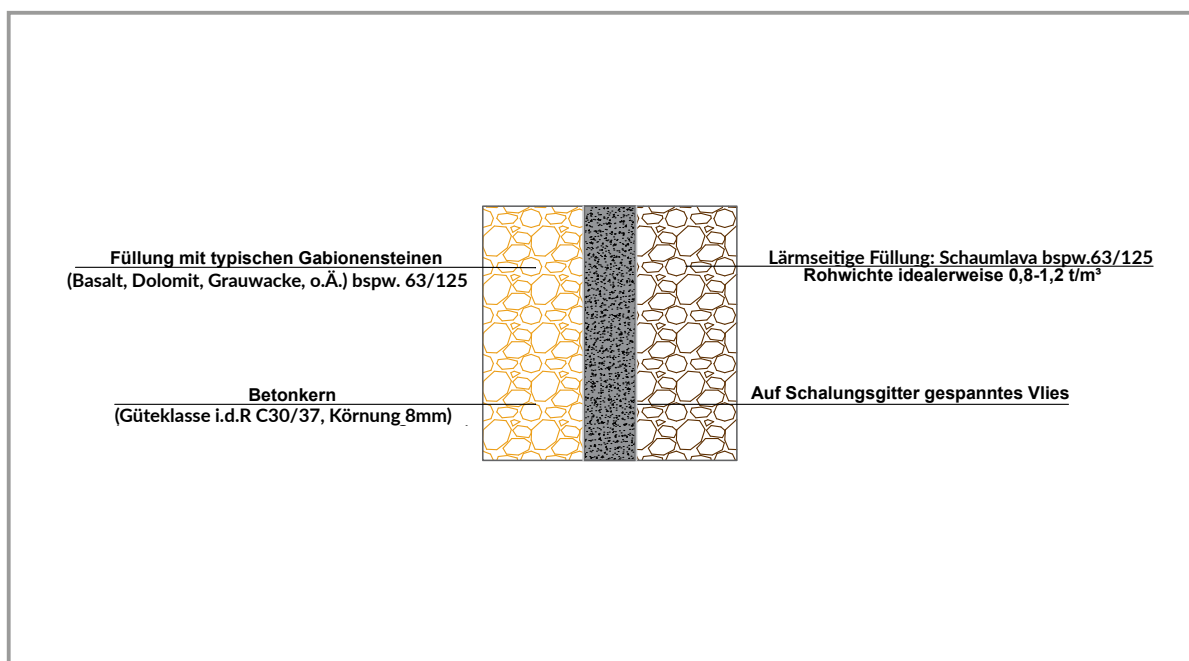 Füllung mit typischen Gabionensteinen
(Basalt, Dolomit, Grauwacke, o.Ä.) bspw. 63/125
Betonkern
(Güteklasse i.d.R C30/37, Körnung 8mm)
Lärmseitige Füllung: Schaumlava bspw.63/125
Rohwichte idealerweise 0,8-1,2 t/m³
Auf Schalungsgitter gespanntes Vlies